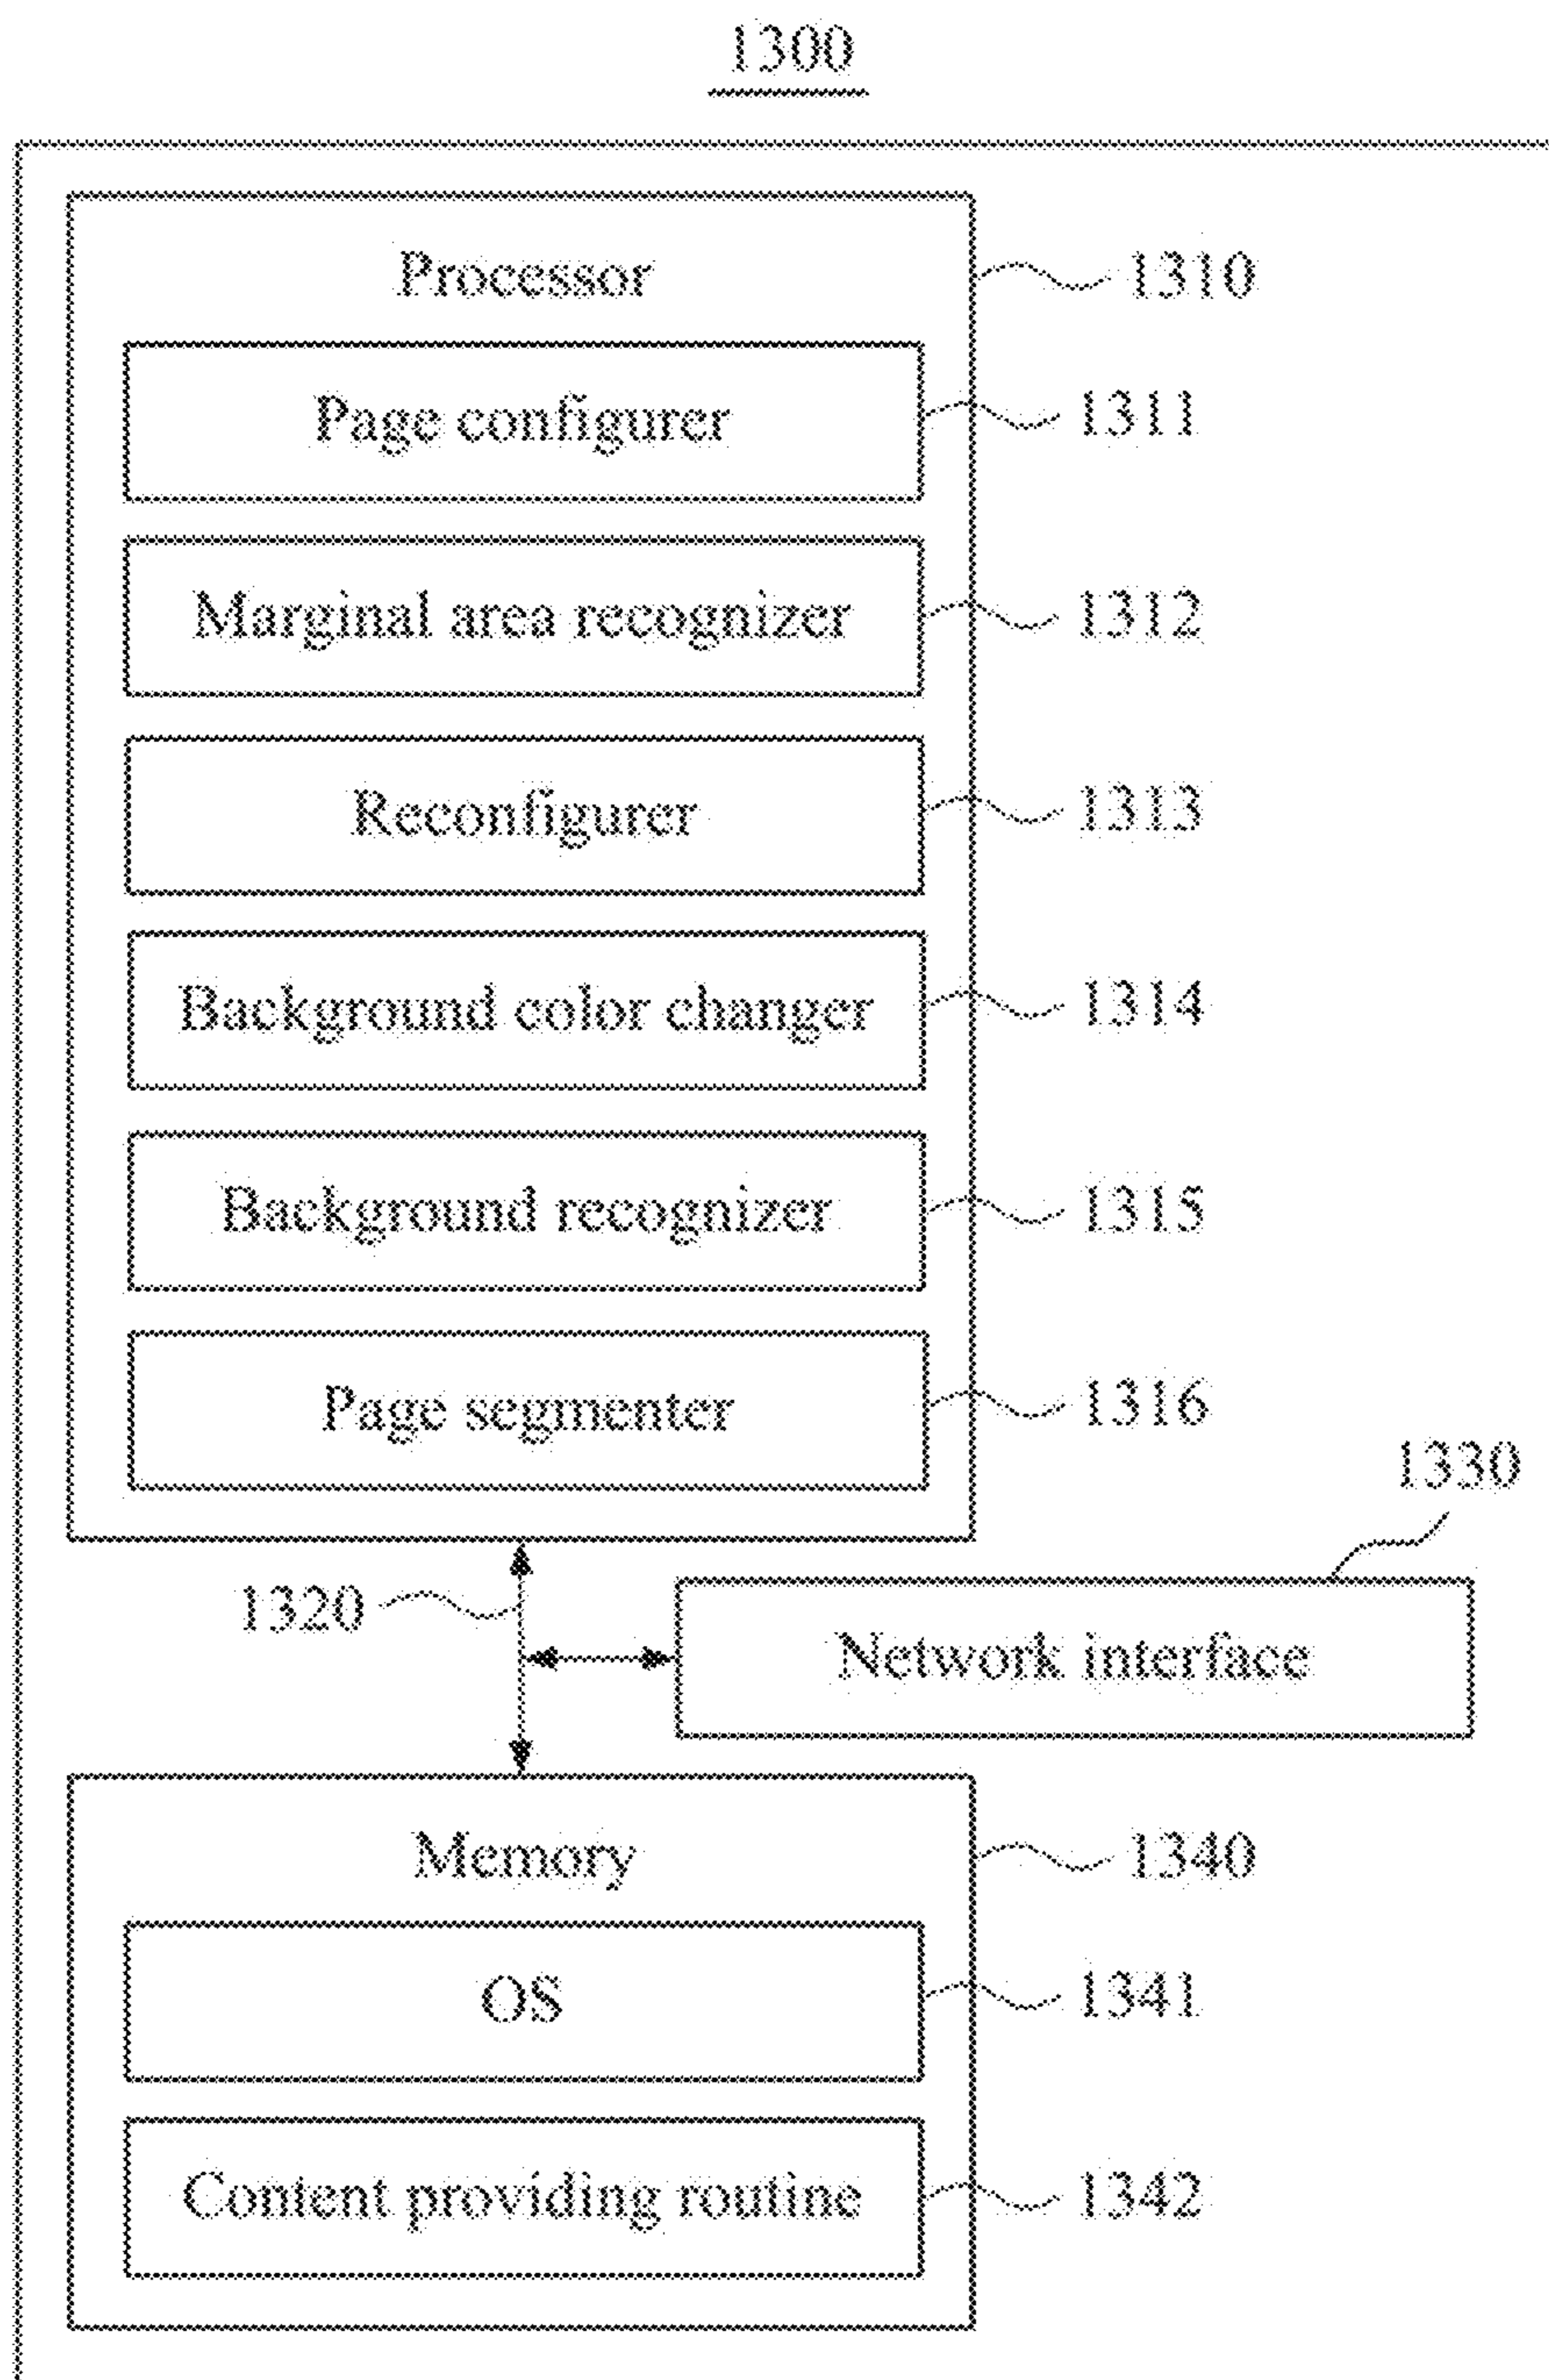 1300
Processor
1310
Page configurer
1311
Marginal area recognizer
1312
Reconfigurer
1313
Background color changer
1314
Background recognizer
1315
Page segmenter
1316
1330
1320
Network interface
Memory
1340
OS
1341
Content providing routine
1342